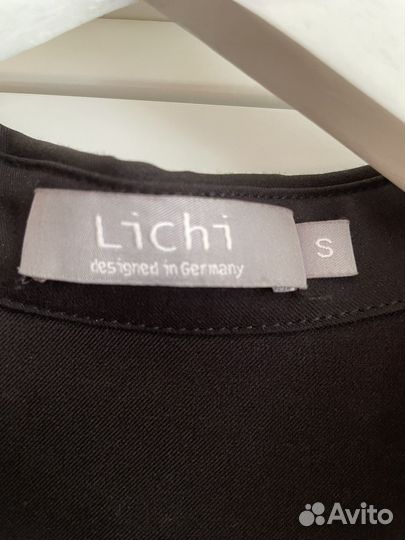 Lichi
designed in Germany
S
Avito